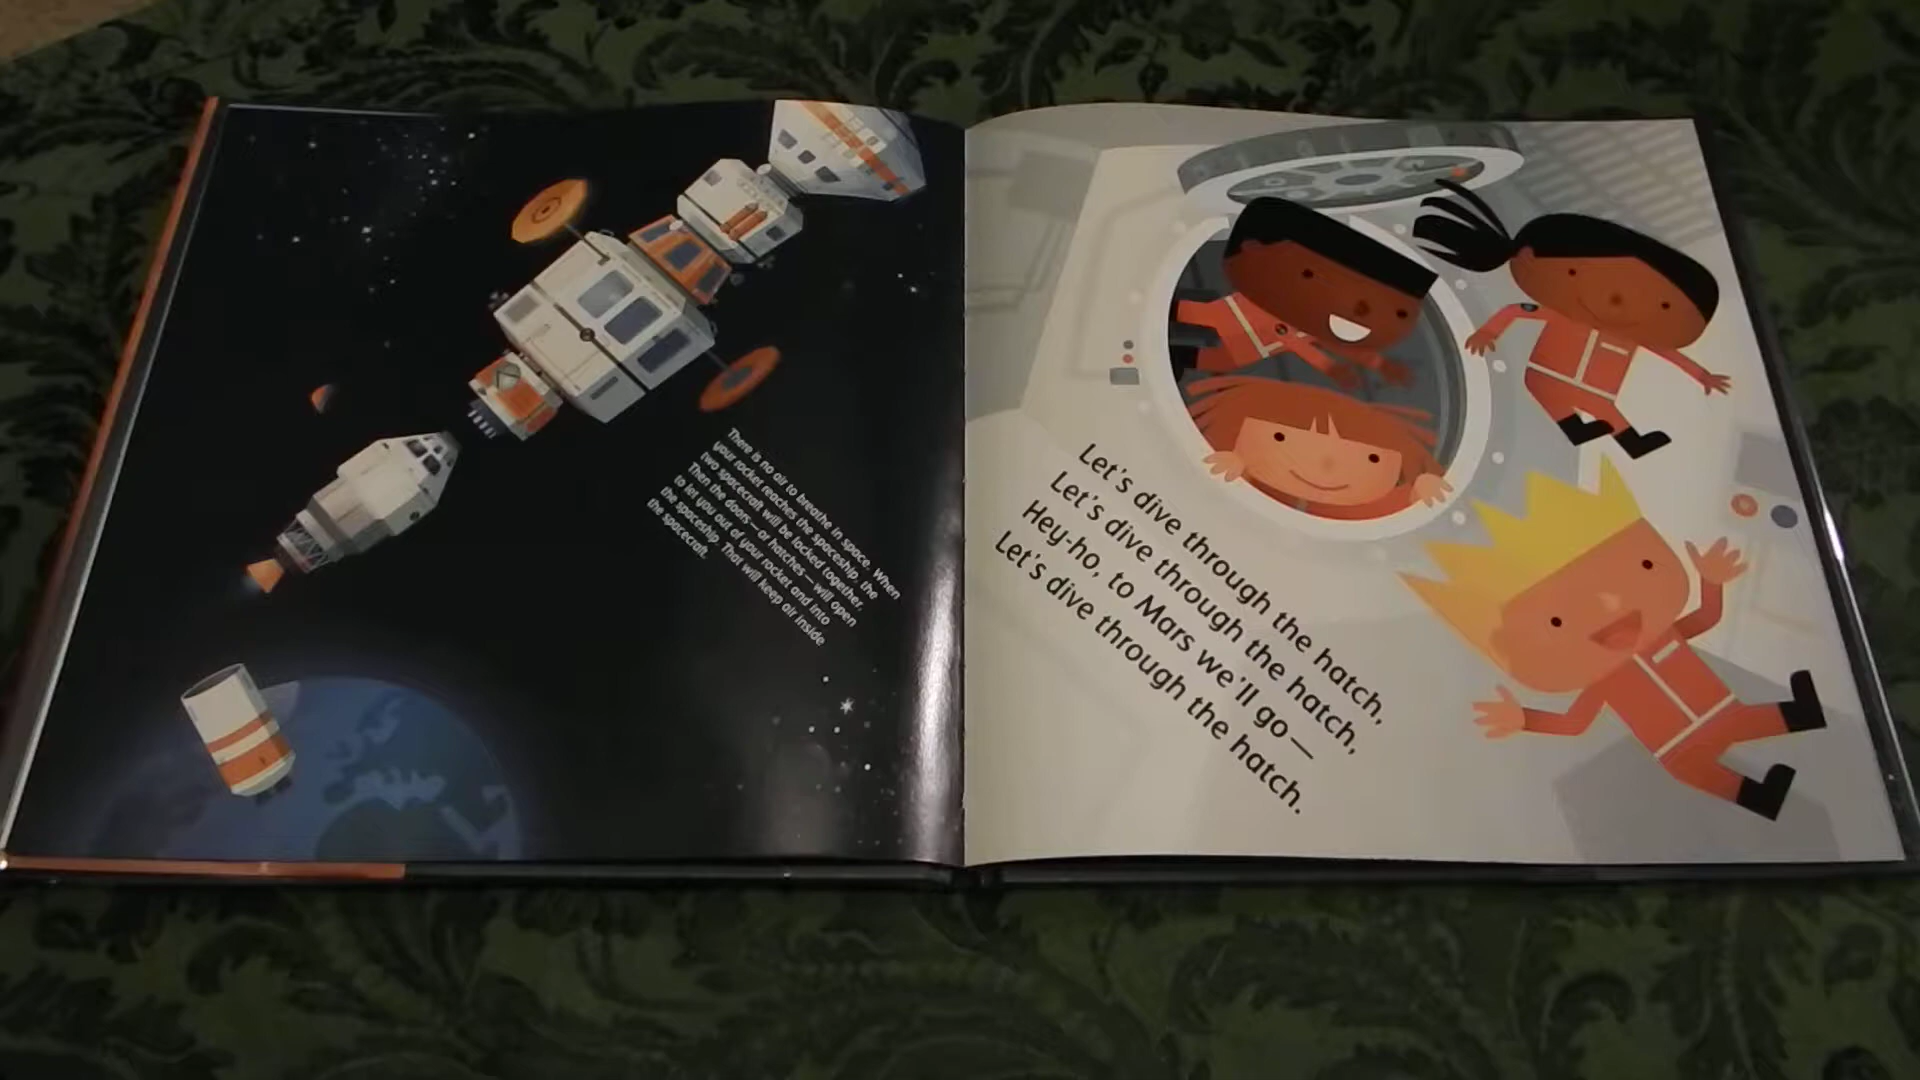 There is no air to breathe in space. When
your rocket reaches the spaceship, the
two spacecraft will be locked together.
Then the doors—or hatches—will open
to let you out of your rocket and into
the spaceship. That will keep air inside
the spacecraft.
Let's dive through the hatch,
Let's dive through the hatch,
Hey-ho, to Mars we'll go—
Let's dive through the hatch.